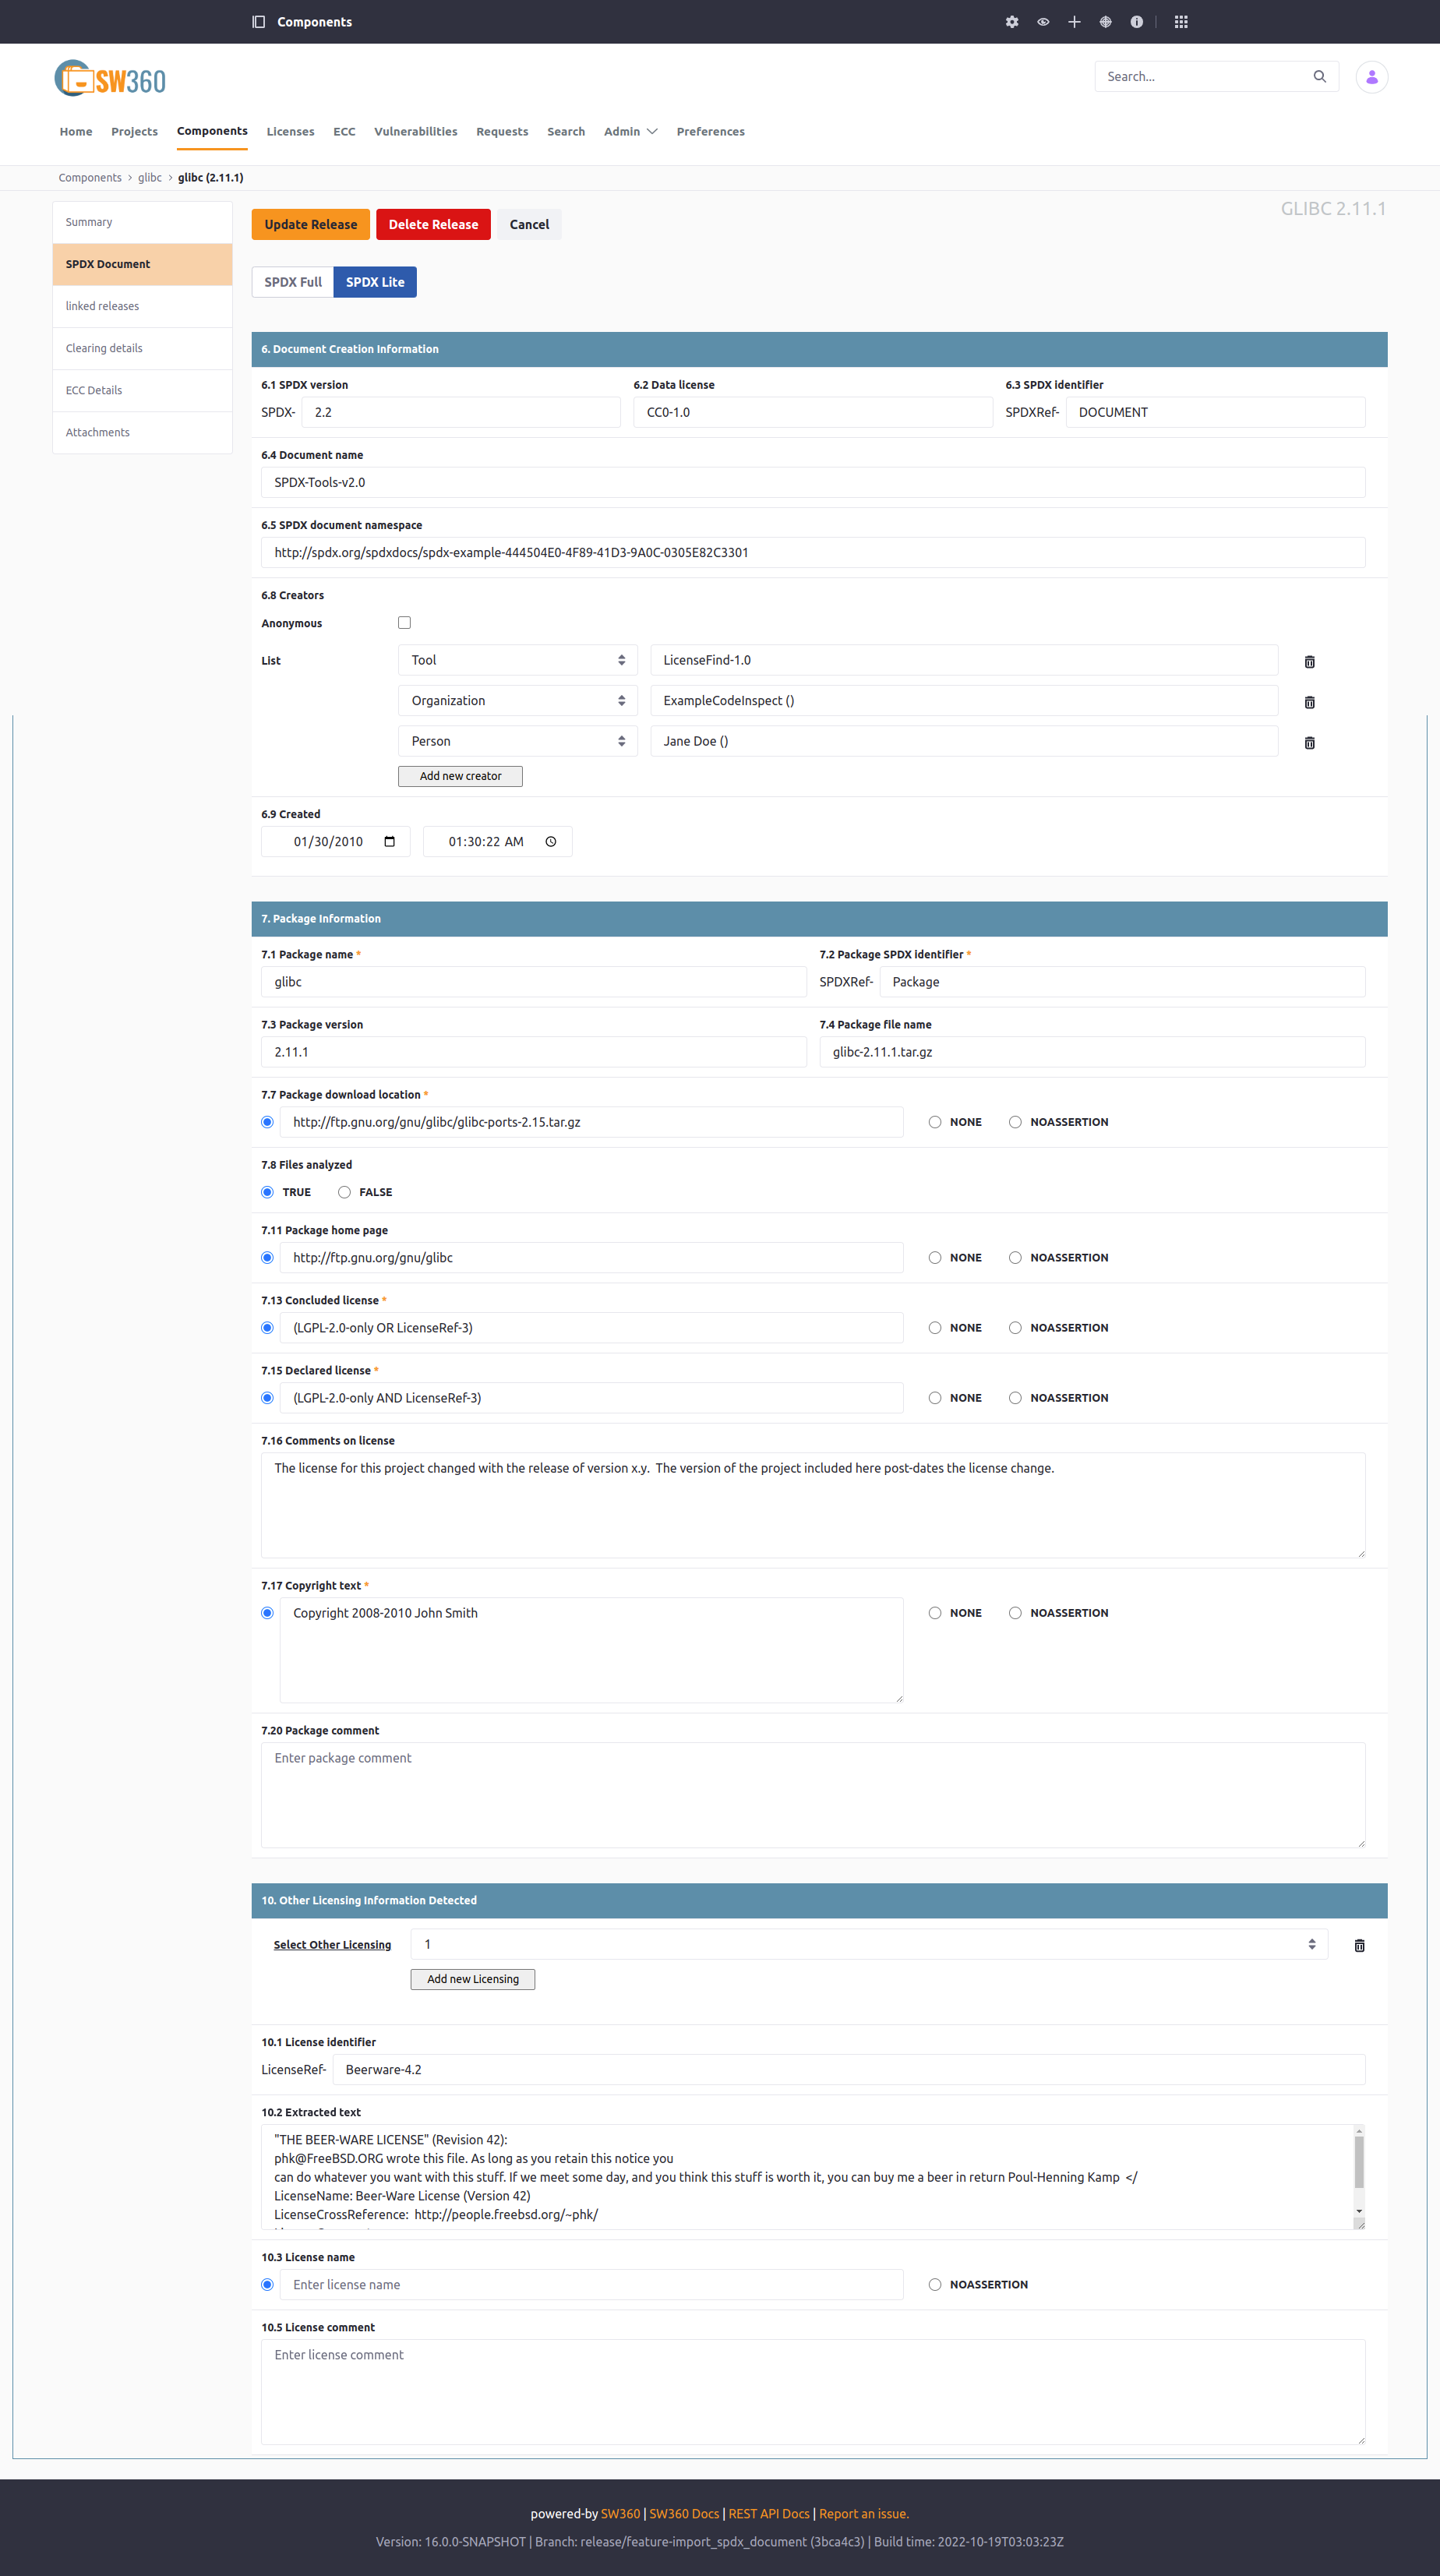 Components
SW360
Search...
Home Projects Components Licenses ECC Vulnerabilities Requests Search Admin Preferences
Components > glibc > glibc (2.11.1)
GLIBC 2.11.1
Summary
SPDX Document
linked releases
Clearing details
ECC Details
Attachments
Update Release Delete Release Cancel
SPDX Full SPDX Lite
6. Document Creation Information
6.1 SPDX version 6.2 Data license 6.3 SPDX identifier
SPDX- 2.2 CC0-1.0 SPDXRef- DOCUMENT
6.4 Document name
SPDX-Tools-v2.0
6.5 SPDX document namespace
http://spdx.org/spdxdocs/spdx-example-444504E0-4F89-41D3-9A0C-0305E82C3301
6.8 Creators
Anonymous
List Tool LicenseFind-1.0
Organization ExampleCodeInspect ()
Person Jane Doe ()
Add new creator
6.9 Created
01/30/2010 01:30:22 AM
7. Package Information
7.1 Package name * 7.2 Package SPDX identifier *
glibc SPDXRef- Package
7.3 Package version 7.4 Package file name
2.11.1 glibc-2.11.1.tar.gz
7.7 Package download location *
http://ftp.gnu.org/gnu/glibc/glibc-ports-2.15.tar.gz NONE NOASSERTION
7.8 Files analyzed
TRUE FALSE
7.11 Package home page
http://ftp.gnu.org/gnu/glibc NONE NOASSERTION
7.13 Concluded license *
(LGPL-2.0-only OR LicenseRef-3) NONE NOASSERTION
7.15 Declared license *
(LGPL-2.0-only AND LicenseRef-3) NONE NOASSERTION
7.16 Comments on license
The license for this project changed with the release of version x.y.  The version of the project included here post-dates the license change.
7.17 Copyright text *
Copyright 2008-2010 John Smith NONE NOASSERTION
7.20 Package comment
Enter package comment
10. Other Licensing Information Detected
Select Other Licensing 1
Add new Licensing
10.1 License identifier
LicenseRef- Beerware-4.2
10.2 Extracted text
"THE BEER-WARE LICENSE" (Revision 42):
phk@FreeBSD.ORG wrote this file. As long as you retain this notice you
can do whatever you want with this stuff. If we meet some day, and you think this stuff is worth it, you can buy me a beer in return Poul-Henning Kamp  </
LicenseName: Beer-Ware License (Version 42)
LicenseCrossReference:  http://people.freebsd.org/~phk/
10.3 License name
Enter license name NOASSERTION
10.5 License comment
Enter license comment
powered-by SW360 | SW360 Docs | REST API Docs | Report an issue.
Version: 16.0.0-SNAPSHOT | Branch: release/feature-import_spdx_document (3bca4c3) | Build time: 2022-10-19T03:03:23Z